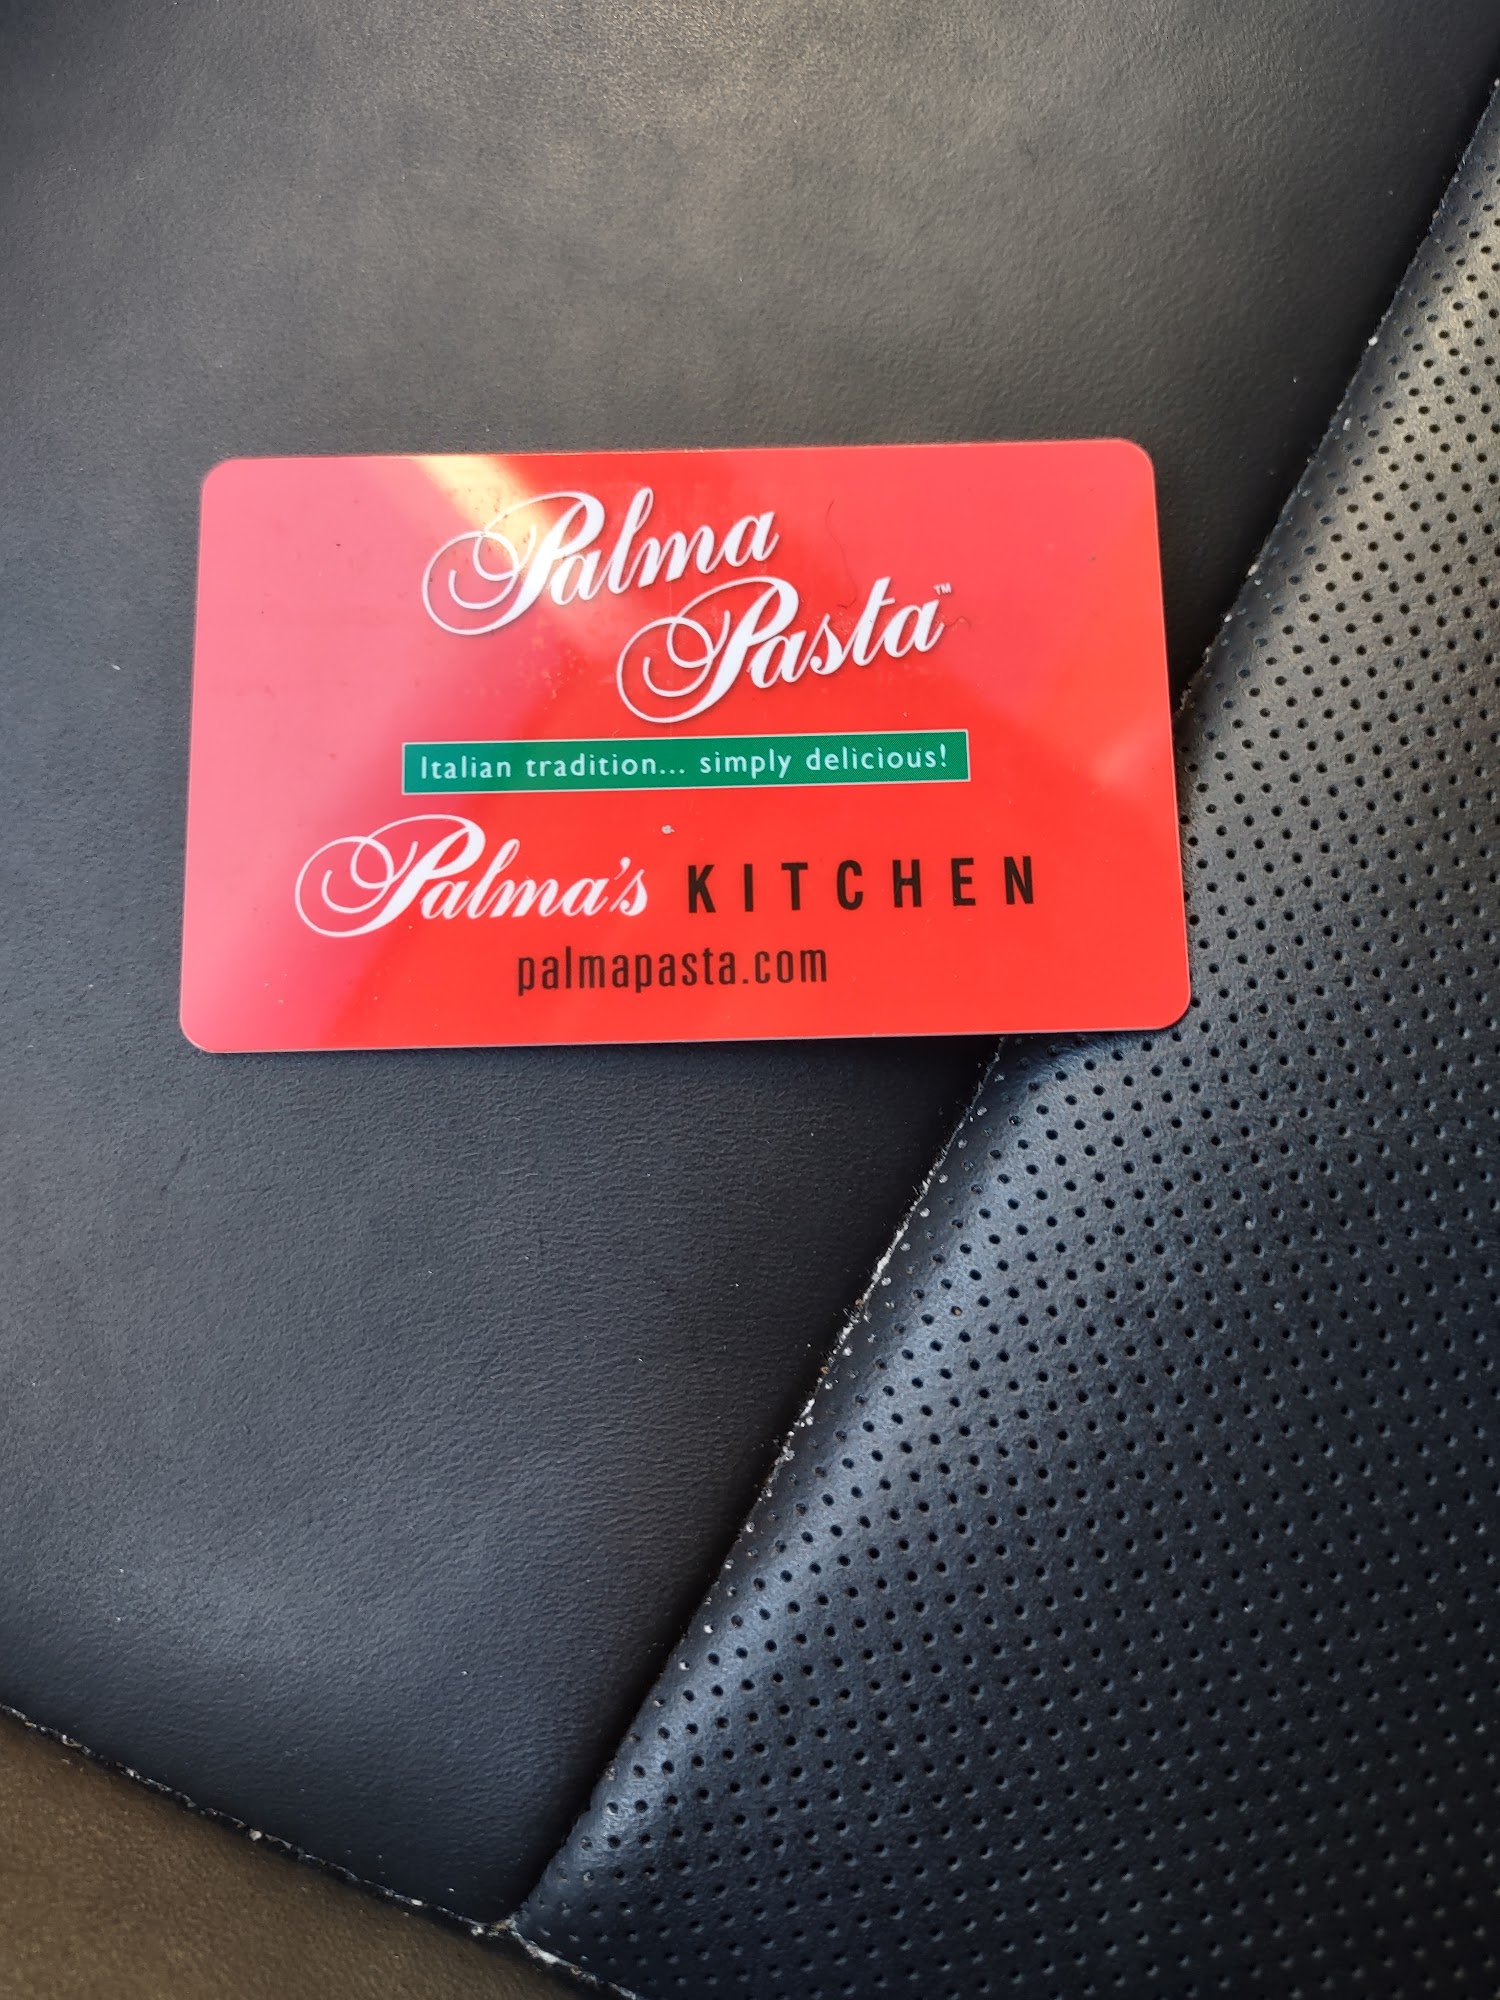 Palma
Pasta™
Italian tradition... simply delicious!
Palma's KITCHEN
palmapasta.com